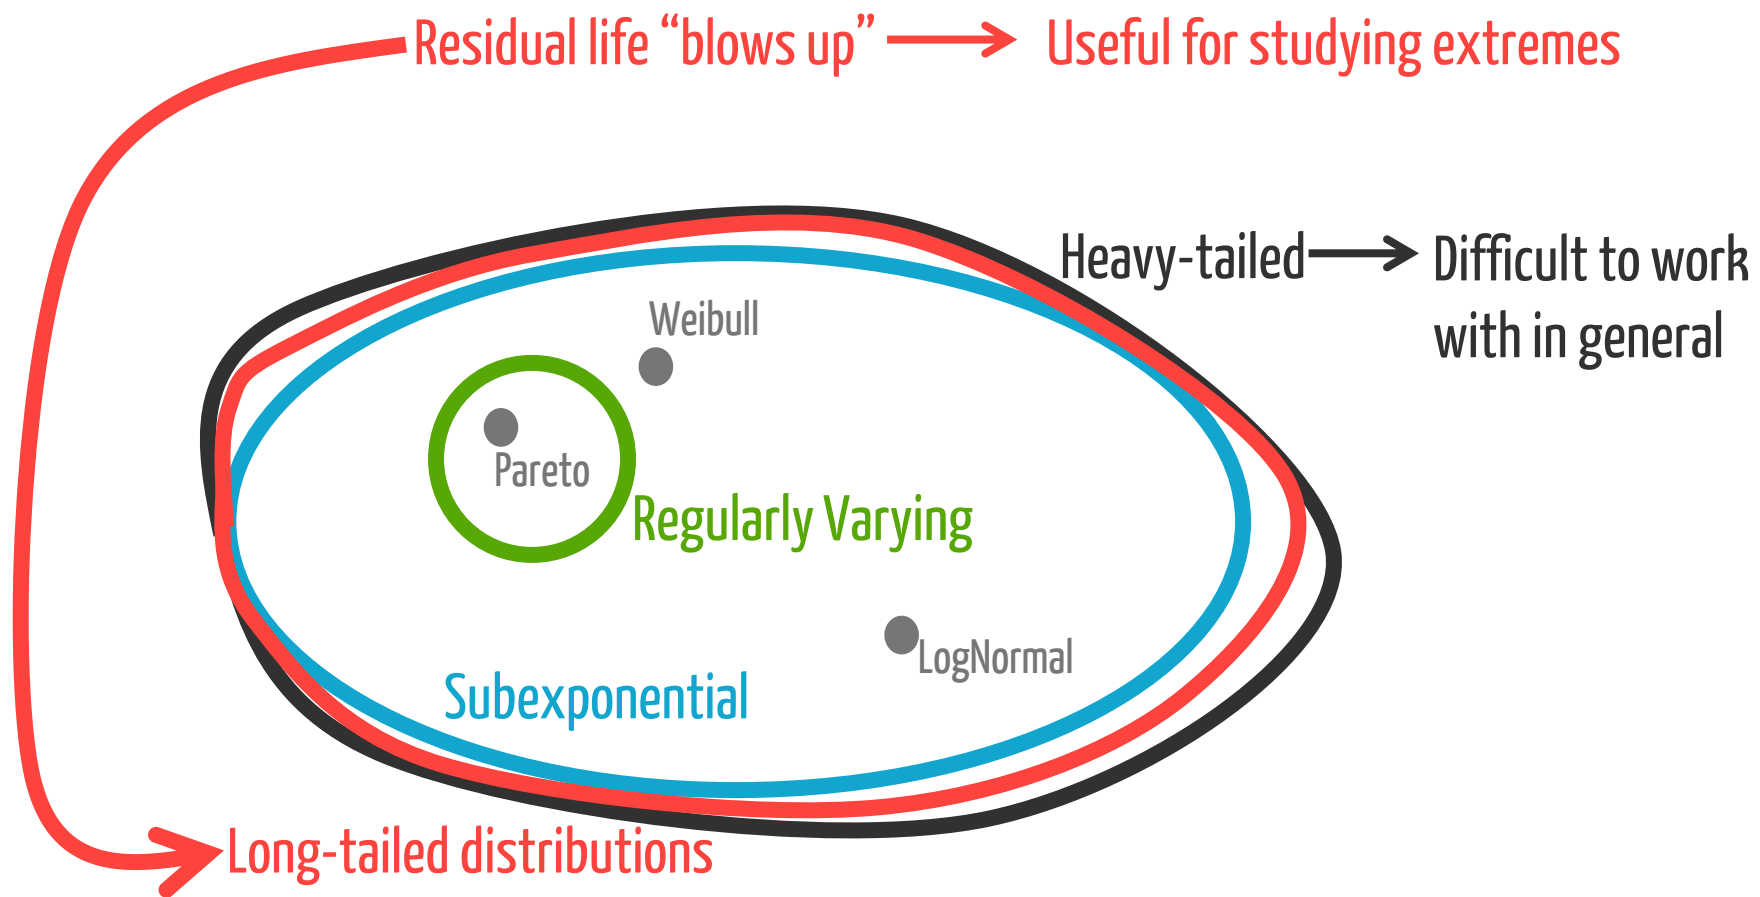 Residual life “blows up” Useful for studying extremes
Heavy-tailed Difficult to work
with in general
Weibull
Pareto
Regularly Varying
LogNormal
Subexponential
Long-tailed distributions